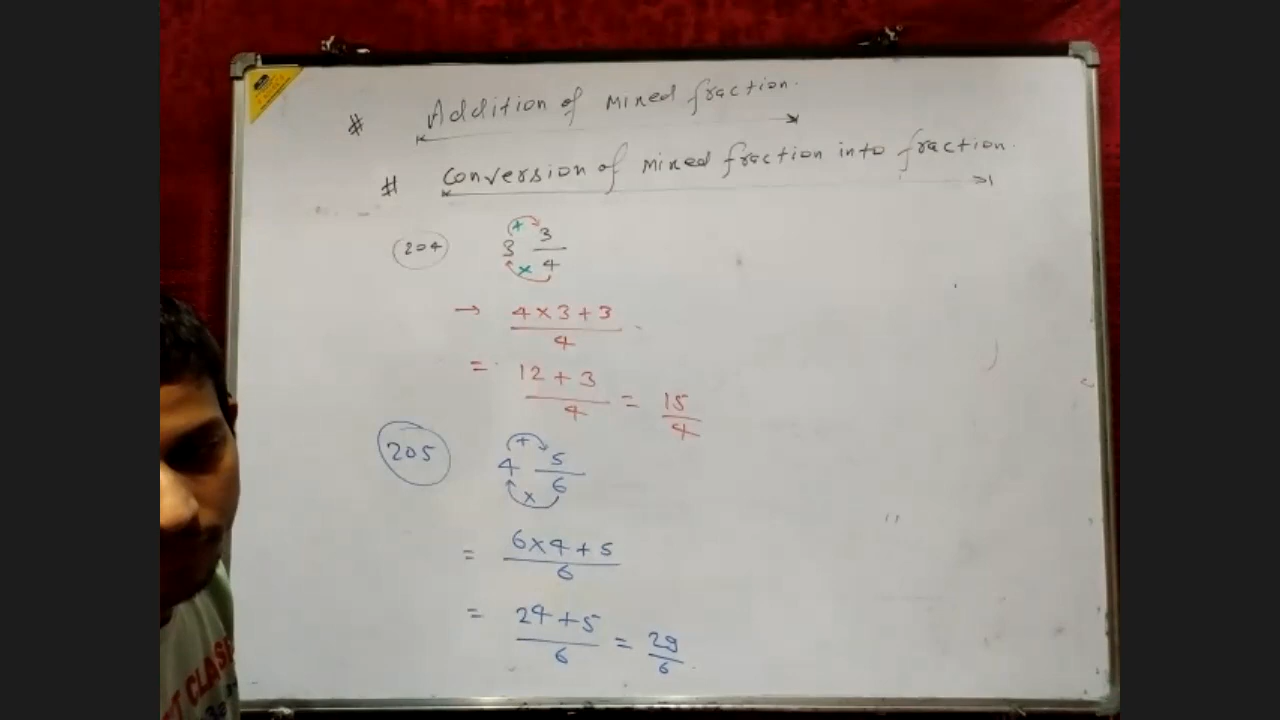 # Addition of mixed fraction.
# Conversion of mixed fraction into fraction.
204 3 3/4
+
×
→ 4×3+3/4
= 12+3/4 = 15/4
205 4 5/6
+
×
= 6×4+5/6
= 24+5/6 = 29/6.
CLAS